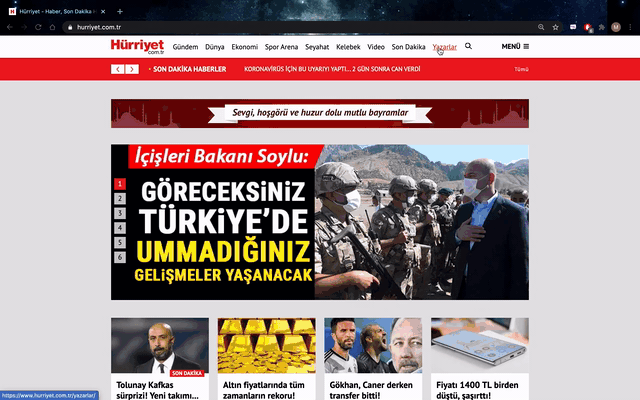 Hürriyet - Haber, Son Dakika
hurriyet.com.tr
Hürriyet
.com.tr
Gündem Dünya Ekonomi Spor Arena Seyahat Kelebek Video Son Dakika Yazarlar MENÜ
SON DAKİKA HABERLER KORONAVİRÜS İÇİN BU UYARIYI YAPTI... 2 GÜN SONRA CAN VERDİ Tümü
Sevgi, hoşgörü ve huzur dolu mutlu bayramlar
İçişleri Bakanı Soylu:
GÖRECEKSİNİZ
TÜRKİYE'DE
UMMADIĞINIZ
GELİŞMELER YAŞANACAK
1
2
3
4
5
6
SON DAKİKA
Tolunay Kafkas
sürprizi! Yeni takımı...
Altın fiyatlarında tüm
zamanların rekoru!
Gökhan, Caner derken
transfer bitti!
Fiyatı 1400 TL birden
düştü, şaşırttı!
https://www.hurriyet.com.tr/yazarlar/